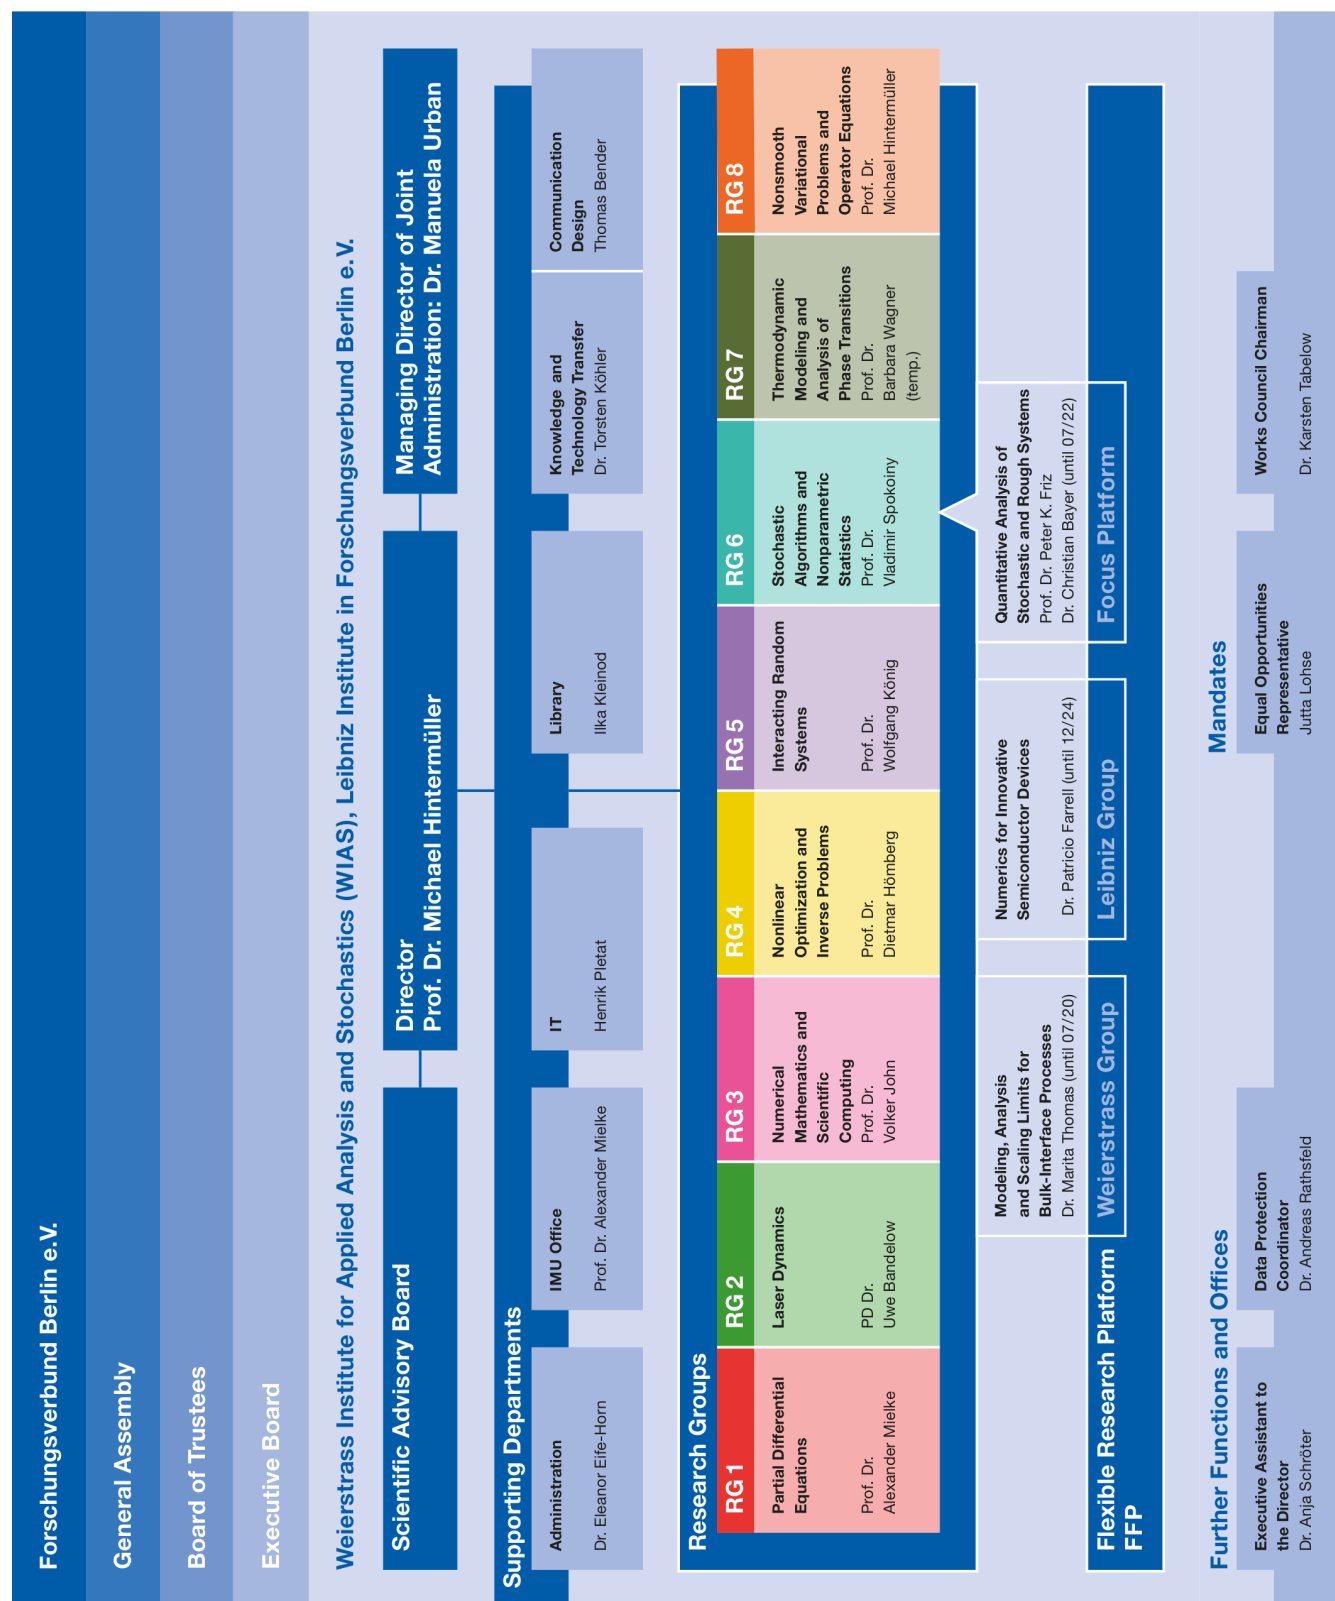 Forschungsverbund Berlin e.V.
General Assembly
Board of Trustees
Executive Board
Weierstrass Institute for Applied Analysis and Stochastics (WIAS), Leibniz Institute in Forschungsverbund Berlin e.V.
Scientific Advisory Board
Director
Prof. Dr. Michael Hintermüller
Managing Director of Joint
Administration: Dr. Manuela Urban
Supporting Departments
Administration
Dr. Eleanor Eife-Horn
IMU Office
Prof. Dr. Alexander Mielke
IT
Henrik Pletat
Library
Ilka Kleinod
Knowledge and
Technology Transfer
Dr. Torsten Köhler
Communication
Design
Thomas Bender
Research Groups
RG 1
Partial Differential
Equations
Prof. Dr.
Alexander Mielke
RG 2
Laser Dynamics
PD Dr.
Uwe Bandelow
RG 3
Numerical
Mathematics and
Scientific
Computing
Prof. Dr.
Volker John
RG 4
Nonlinear
Optimization and
Inverse Problems
Prof. Dr.
Dietmar Hömberg
RG 5
Interacting Random
Systems
Prof. Dr.
Wolfgang König
RG 6
Stochastic
Algorithms and
Nonparametric
Statistics
Prof. Dr.
Vladimir Spokoiny
RG 7
Thermodynamic
Modeling and
Analysis of
Phase Transitions
Prof. Dr.
Barbara Wagner
(temp.)
RG 8
Nonsmooth
Variational
Problems and
Operator Equations
Prof. Dr.
Michael Hintermüller
Flexible Research Platform
FFP
Modeling, Analysis
and Scaling Limits for
Bulk-Interface Processes
Dr. Marita Thomas (until 07/20)
Weierstrass Group
Numerics for Innovative
Semiconductor Devices
Dr. Patricio Farrell (until 12/24)
Leibniz Group
Quantitative Analysis of
Stochastic and Rough Systems
Prof. Dr. Peter K. Friz
Dr. Christian Bayer (until 07/22)
Focus Platform
Further Functions and Offices
Executive Assistant to
the Director
Dr. Anja Schröter
Data Protection
Coordinator
Dr. Andreas Rathsfeld
Mandates
Equal Opportunities
Representative
Jutta Lohse
Works Council Chairman
Dr. Karsten Tabelow